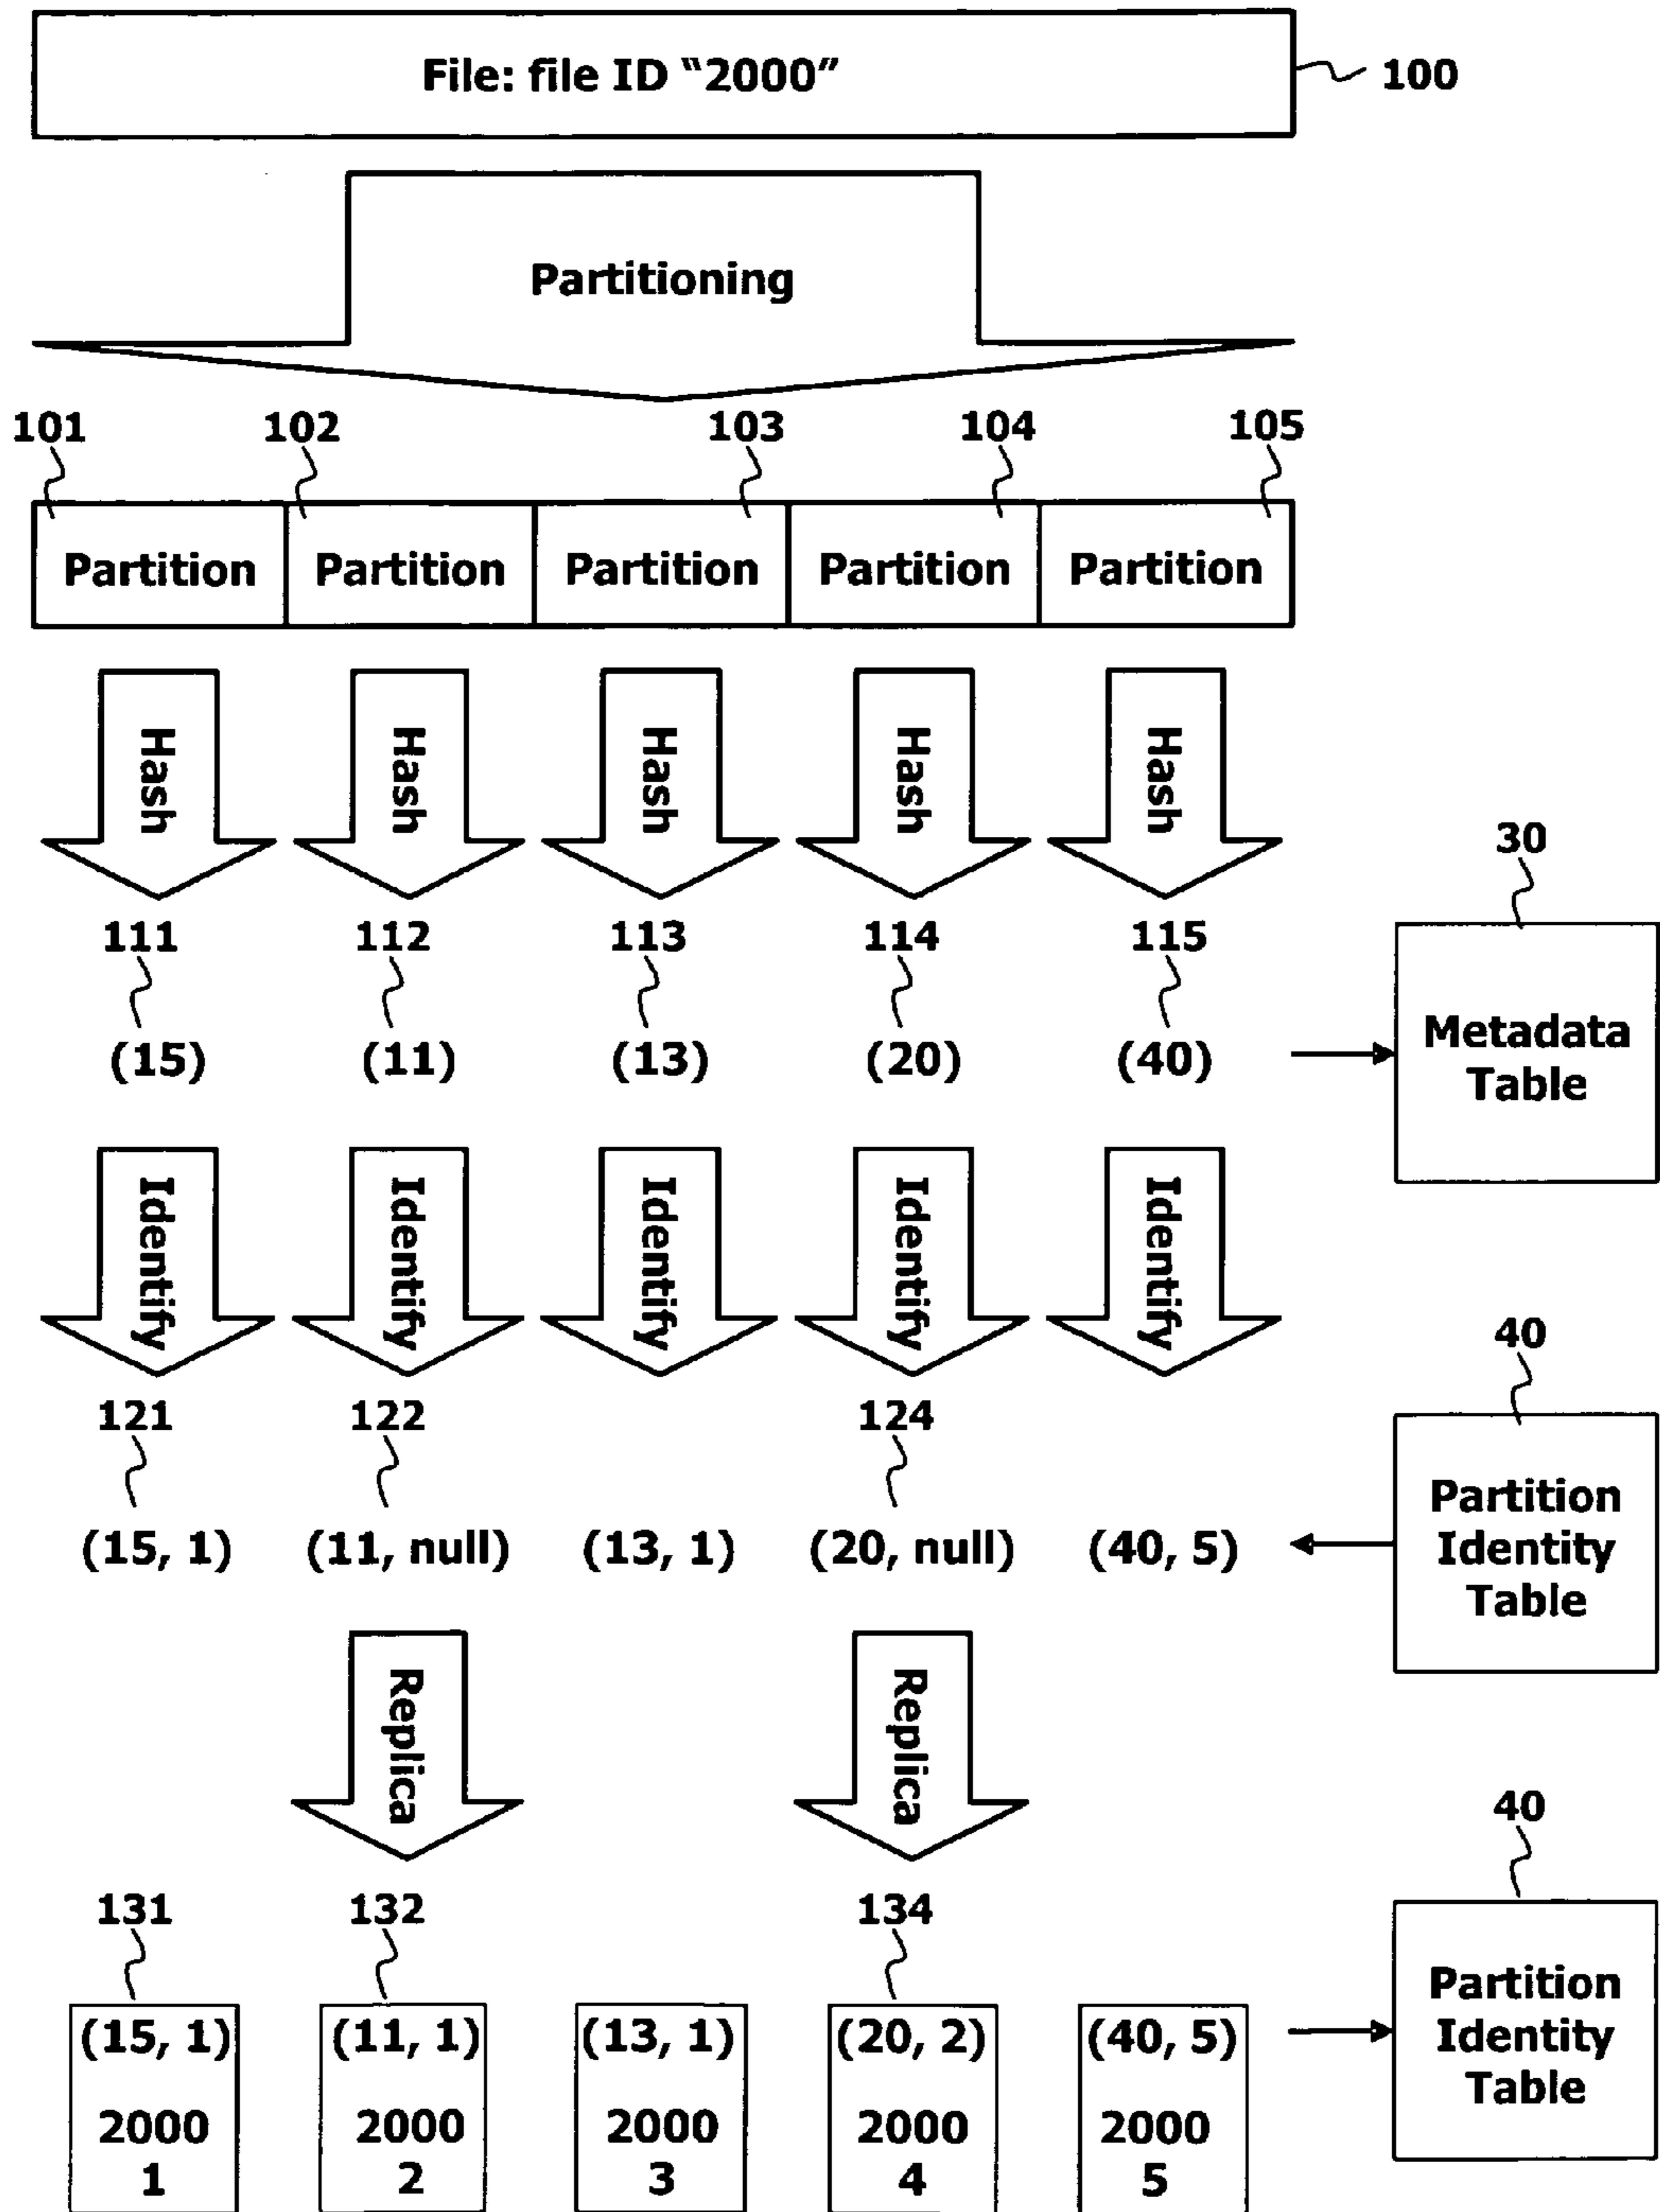 File: file ID “2000”
100
Partitioning
101 102 103 104 105
Partition Partition Partition Partition Partition
Hash Hash Hash Hash Hash
30
111 112 113 114 115
Metadata
Table
(15) (11) (13) (20) (40)
Identify Identify Identify Identify Identify
40
121 122 124
Partition
Identity
Table
(15, 1) (11, null) (13, 1) (20, null) (40, 5)
Replica Replica
40
131 132 134
Partition
Identity
Table
(15, 1) (11, 1) (13, 1) (20, 2) (40, 5)
2000 2000 2000 2000 2000
1 2 3 4 5